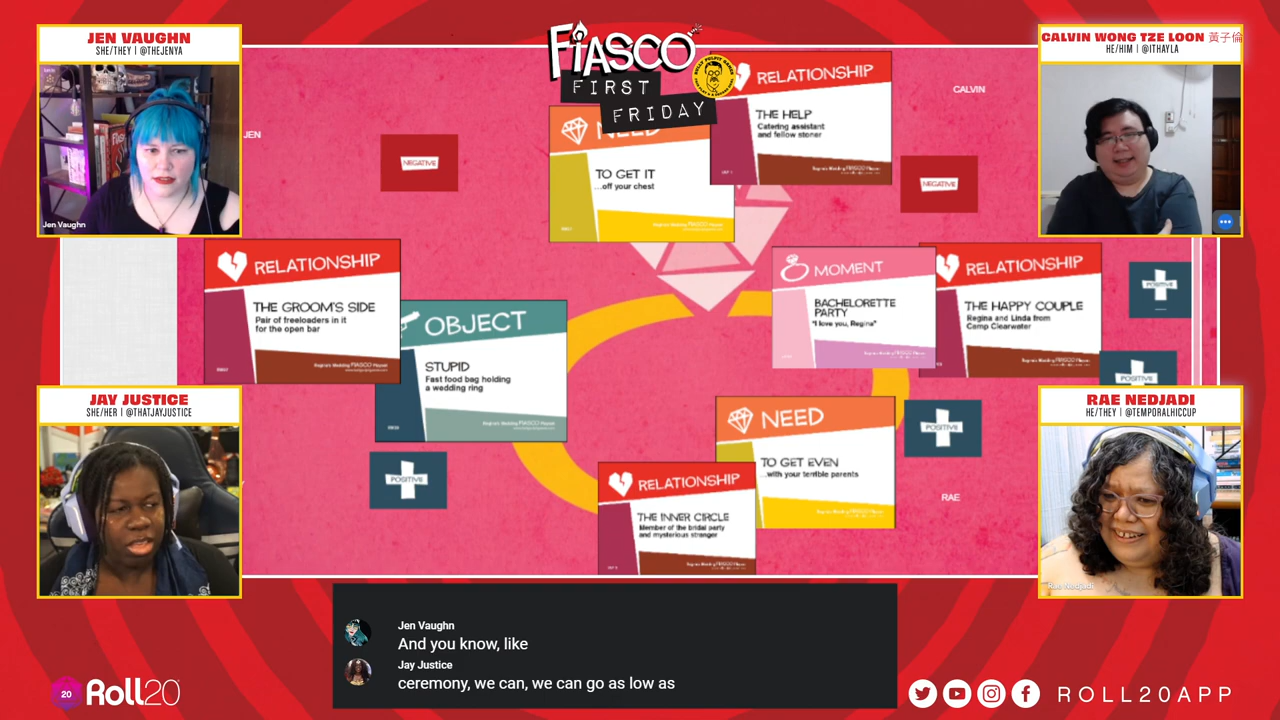 JEN VAUGHN
SHE/THEY | @THEJENYA
Jen Vaughn
FIASCO
FIRST
FRIDAY
CALVIN WONG TZE LOON 黃子倫
HE/HIM | @ITHAYLA
JEN
CALVIN
NEGATIVE
NEED
TO GET IT
...off your chest
RELATIONSHIP
THE HELP
Catering assistant
and fellow stoner
NEGATIVE
RELATIONSHIP
THE GROOM'S SIDE
Pair of freeloaders in it
for the open bar
OBJECT
STUPID
Fast food bag holding
a wedding ring
MOMENT
BACHELORETTE
PARTY
"I love you, Regina"
RELATIONSHIP
THE HAPPY COUPLE
Regina and Linda from
Camp Clearwater
POSITIVE
POSITIVE
JAY JUSTICE
SHE/HER | @THATJAYJUSTICE
POSITIVE
RELATIONSHIP
THE INNER CIRCLE
Member of the bridal party
and mysterious stranger
NEED
TO GET EVEN
...with your terrible parents
POSITIVE
RAE
RAE NEDJADI
HE/THEY | @TEMPORALHICCUP
Rae Nedjadi
Jen Vaughn
And you know, like
Jay Justice
ceremony, we can, we can go as low as
20
Roll20
ROLL20APP